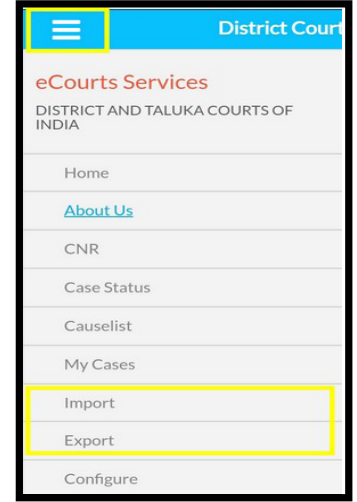 District Court
eCourts Services
DISTRICT AND TALUKA COURTS OF
INDIA
Home
About Us
CNR
Case Status
Causelist
My Cases
Import
Export
Configure